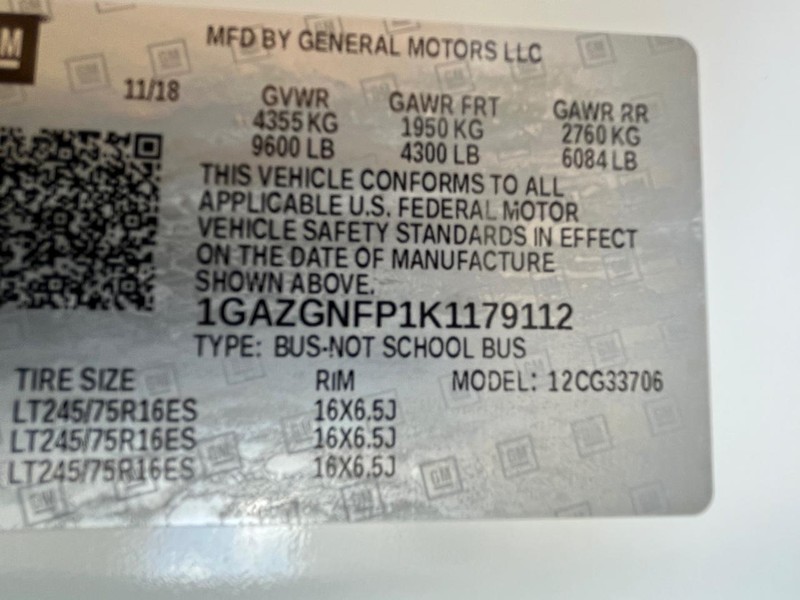 GM
MFD BY GENERAL MOTORS LLC
11/18 GVWR GAWR FRT GAWR RR
4355 KG 1950 KG 2760 KG
9600 LB 4300 LB 6084 LB
THIS VEHICLE CONFORMS TO ALL
APPLICABLE U.S. FEDERAL MOTOR
VEHICLE SAFETY STANDARDS IN EFFECT
ON THE DATE OF MANUFACTURE
SHOWN ABOVE.
1GAZGNFP1K1179112
TYPE: BUS-NOT SCHOOL BUS
TIRE SIZE RIM MODEL: 12CG33706
LT245/75R16ES 16X6.5J
LT245/75R16ES 16X6.5J
LT245/75R16ES 16X6.5J